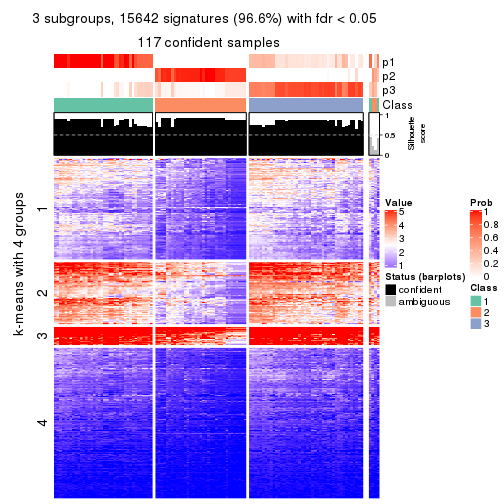 3 subgroups, 15642 signatures (96.6%) with fdr < 0.05
117 confident samples
p1
p2
p3
Class
1
0.5
0
Silhouette
score
k-means with 4 groups
1
2
3
4
Value
5
4
3
2
1
Status (barplots)
confident
ambiguous
Prob
1
0.8
0.6
0.4
0.2
0
Class
1
2
3